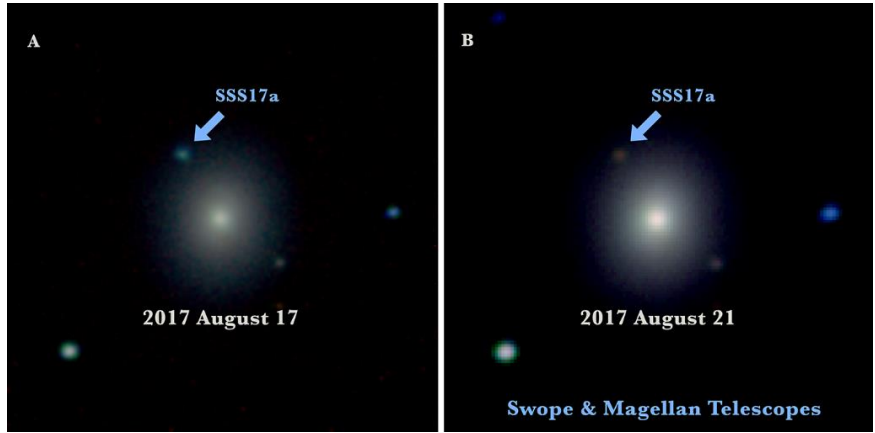 A
SSS17a
2017 August 17
B
SSS17a
2017 August 21
Swope & Magellan Telescopes